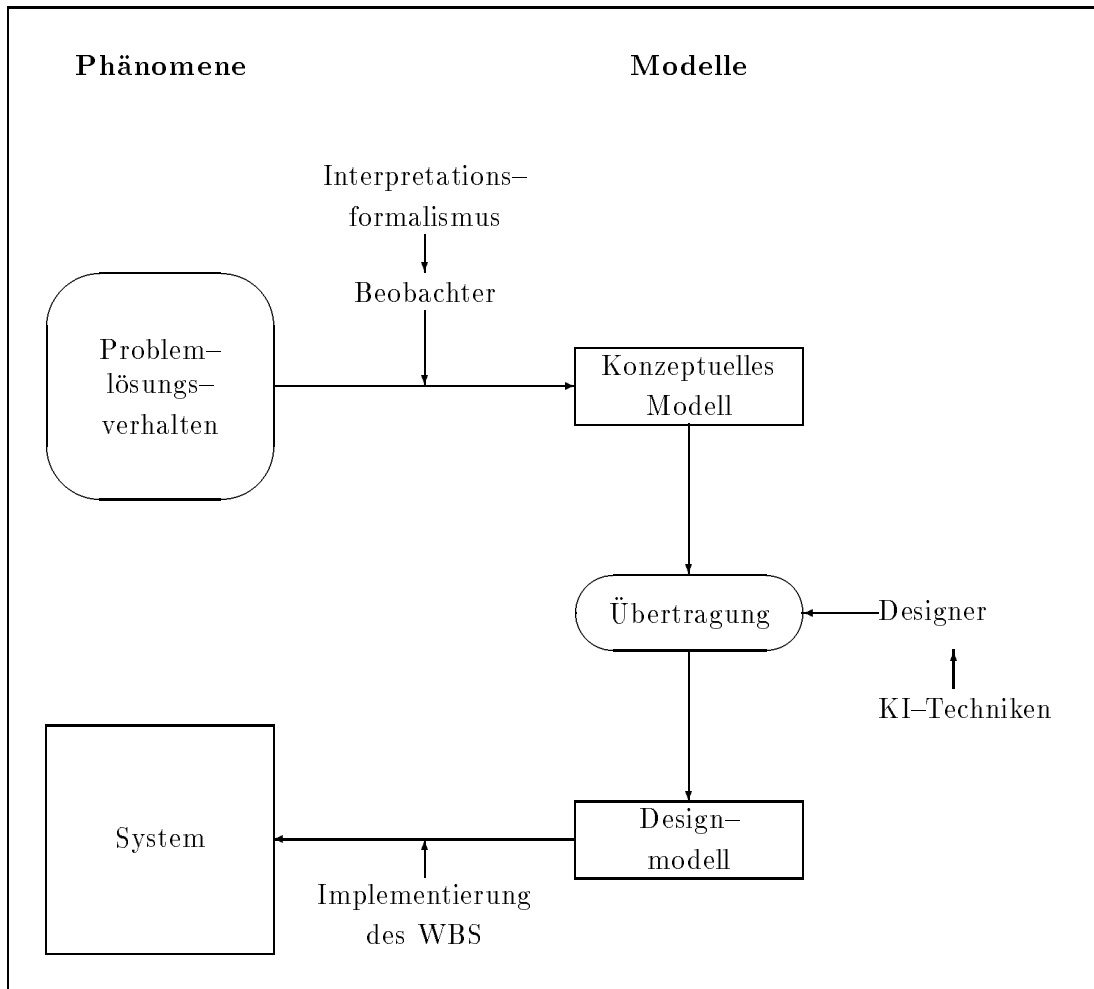 Phänomene
Modelle
Interpretations–
formalismus
Beobachter
Problem–
lösungs–
verhalten
Konzeptuelles
Modell
Übertragung
Designer
KI–Techniken
System
Design–
modell
Implementierung
des WBS